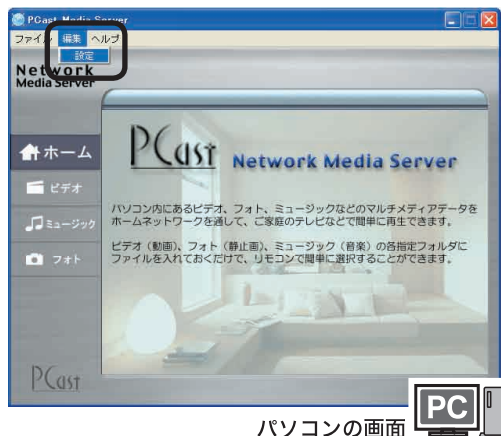 PCast Media Server
ファイル 編集 ヘルプ
設定
Network
Media Server
ホーム
ビデオ
ミュージック
フォト
PCast
PCast Network Media Server
パソコン内にあるビデオ、フォト、ミュージックなどのマルチメディアデータを
ホームネットワークを通して、ご家庭のテレビなどで簡単に再生できます。
ビデオ(動画)、フォト(静止画)、ミュージック(音楽)の各指定フォルダに
ファイルを入れておくだけで、リモコンで簡単に選択することができます。
パソコンの画面
PC